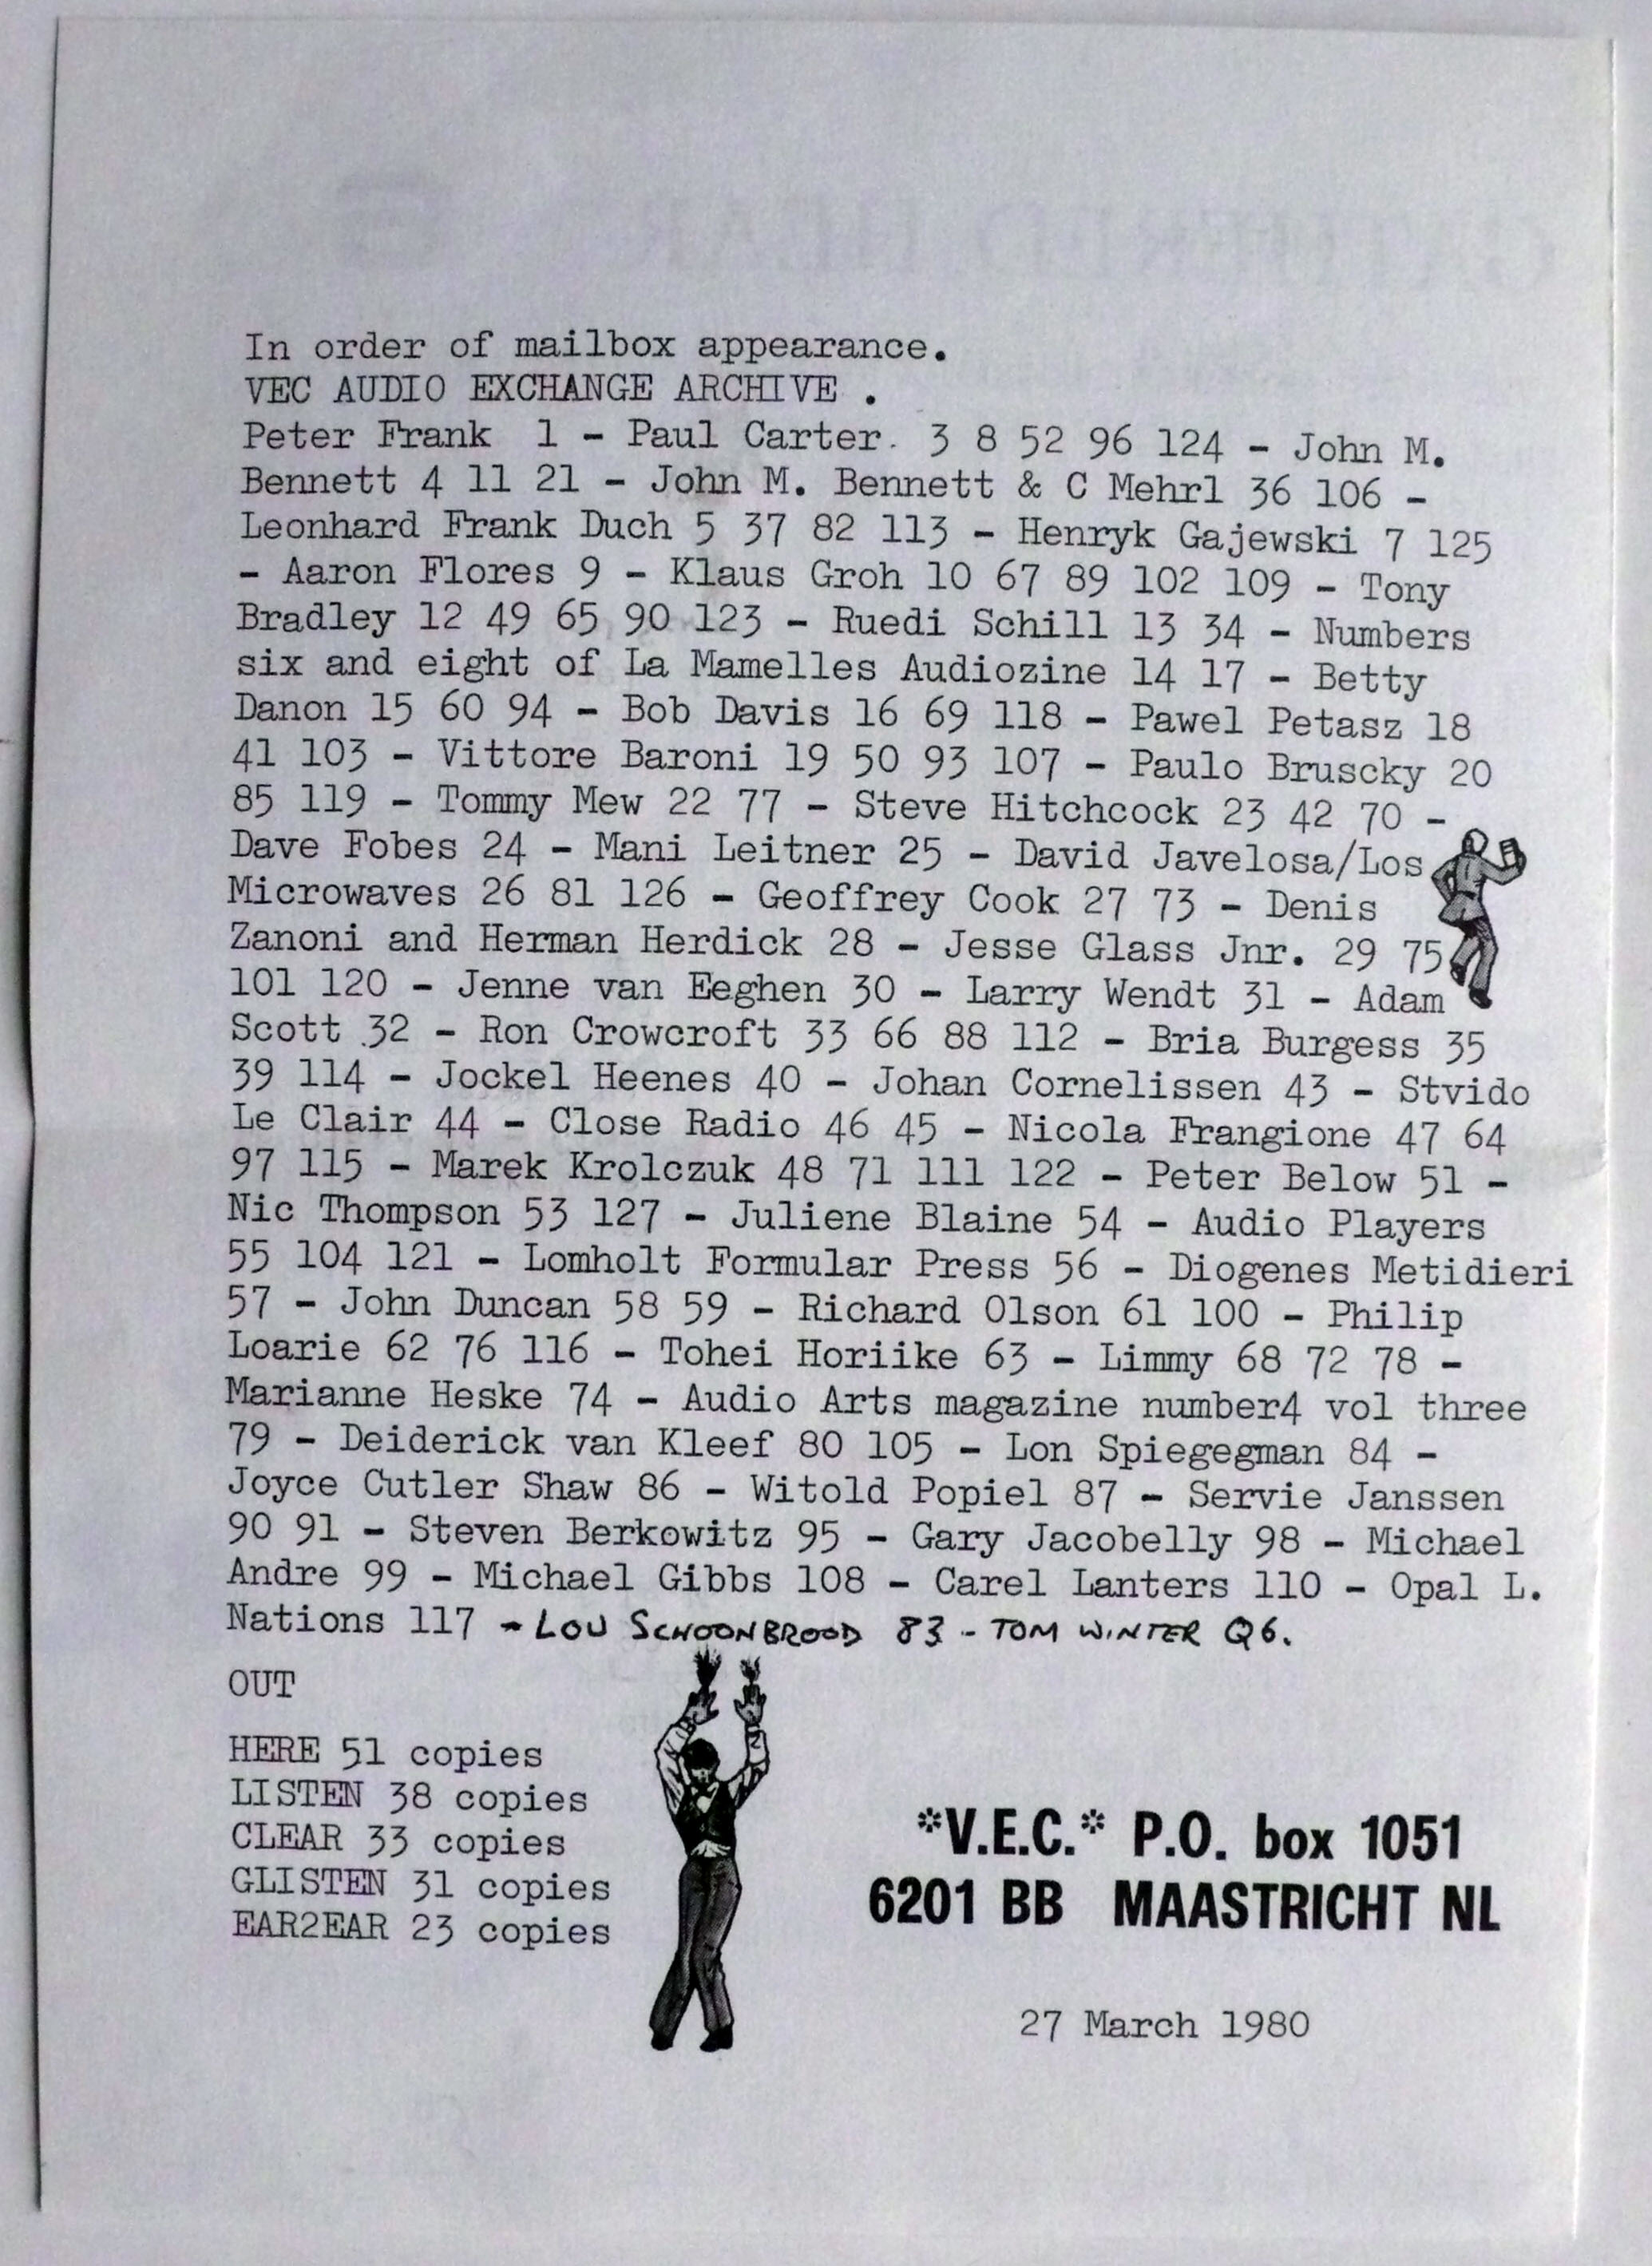 In order of mailbox appearance.
VEC AUDIO EXCHANGE ARCHIVE .
Peter Frank 1 - Paul Carter. 3 8 52 96 124 - John M.
Bennett 4 11 21 - John M. Bennett & C Mehrl 36 106 -
Leonhard Frank Duch 5 37 82 113 - Henryk Gajewski 7 125
- Aaron Flores 9 - Klaus Groh 10 67 89 102 109 - Tony
Bradley 12 49 65 90 123 - Ruedi Schill 13 34 - Numbers
six and eight of La Mamelles Audiozine 14 17 - Betty
Danon 15 60 94 - Bob Davis 16 69 118 - Pawel Petasz 18
41 103 - Vittore Baroni 19 50 93 107 - Paulo Bruscky 20
85 119 - Tommy Mew 22 77 - Steve Hitchcock 23 42 70 -
Dave Fobes 24 - Mani Leitner 25 - David Javelosa/Los
Microwaves 26 81 126 - Geoffrey Cook 27 73 - Denis
Zanoni and Herman Herdick 28 - Jesse Glass Jnr. 29 75
101 120 - Jenne van Eeghen 30 - Larry Wendt 31 - Adam
Scott 32 - Ron Crowcroft 33 66 88 112 - Bria Burgess 35
39 114 - Jockel Heenes 40 - Johan Cornelissen 43 - Stvido
Le Clair 44 - Close Radio 46 45 - Nicola Frangione 47 64
97 115 - Marek Krolczuk 48 71 111 122 - Peter Below 51 -
Nic Thompson 53 127 - Juliene Blaine 54 - Audio Players
55 104 121 - Lomholt Formular Press 56 - Diogenes Metidieri
57 - John Duncan 58 59 - Richard Olson 61 100 - Philip
Loarie 62 76 116 - Tohei Horiike 63 - Limmy 68 72 78 -
Marianne Heske 74 - Audio Arts magazine number4 vol three
79 - Deiderick van Kleef 80 105 - Lon Spiegegman 84 -
Joyce Cutler Shaw 86 - Witold Popiel 87 - Servie Janssen
90 91 - Steven Berkowitz 95 - Gary Jacobelly 98 - Michael
Andre 99 - Michael Gibbs 108 - Carel Lanters 110 - Opal L.
Nations 117 - LOU SCHOONBROOD 83 - TOM WINTER Q6.
OUT
HERE 51 copies
LISTEN 38 copies
CLEAR 33 copies
GLISTEN 31 copies
EAR2EAR 23 copies
*V.E.C.* P.O. box 1051
6201 BB MAASTRICHT NL
27 March 1980